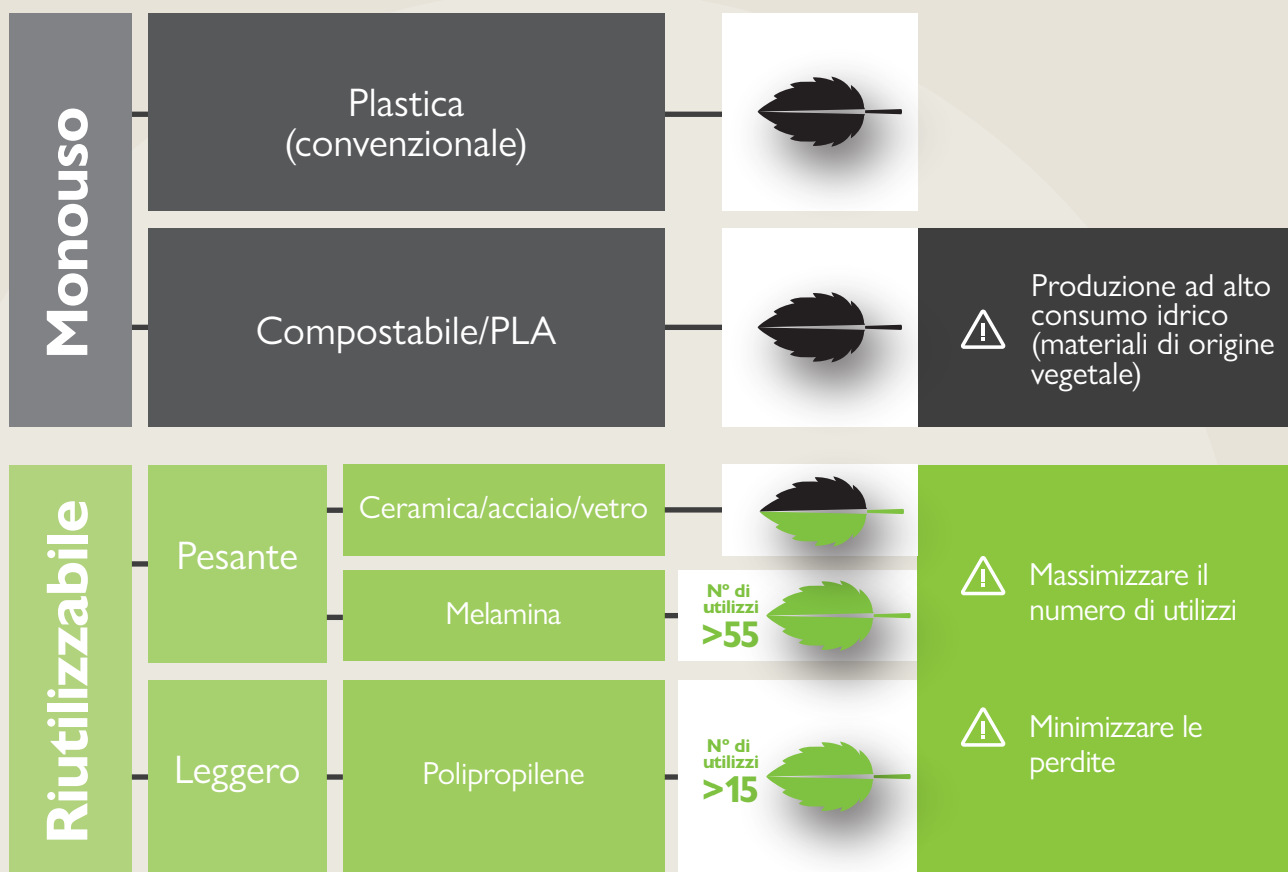 Monouso
Plastica
(convenzionale)
Compostabile/PLA
Produzione ad alto
consumo idrico
(materiali di origine
vegetale)
Riutilizzabile
Pesante
Ceramica/acciaio/vetro
Melamina
N° di
utilizzi
>55
Leggero
Polipropilene
N° di
utilizzi
>15
Massimizzare il
numero di utilizzi
Minimizzare le
perdite